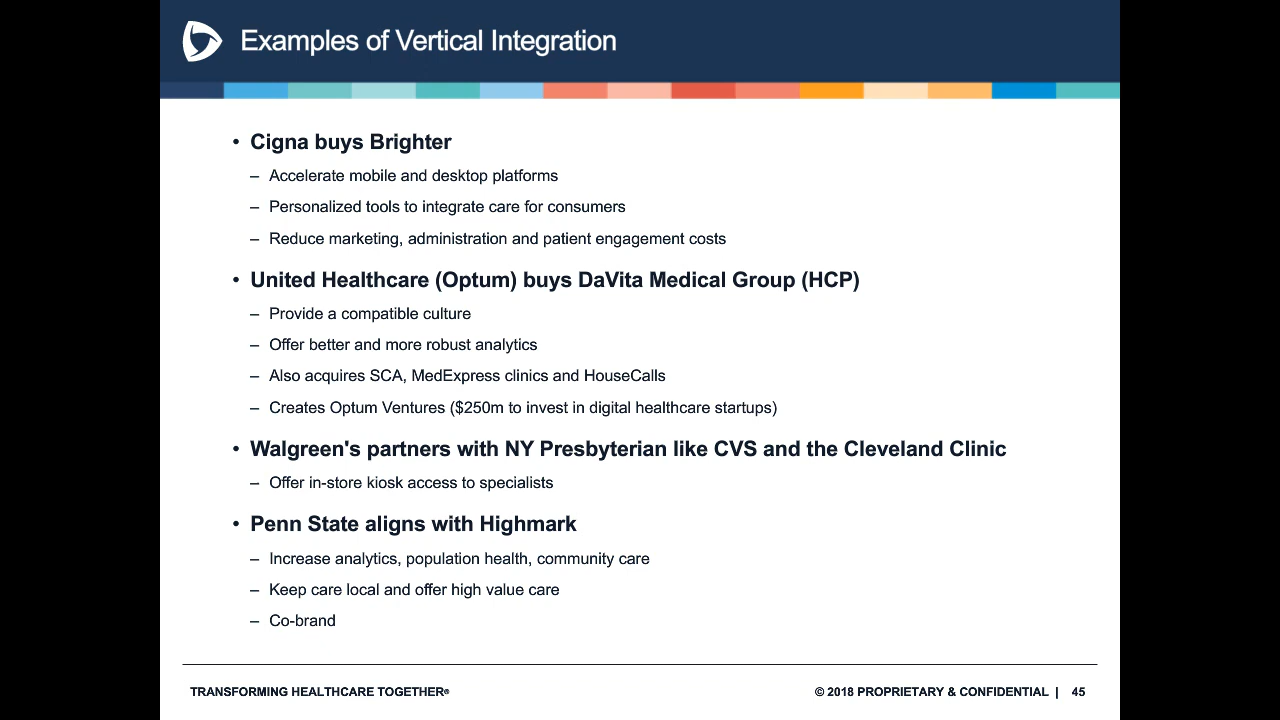 Examples of Vertical Integration
• Cigna buys Brighter
– Accelerate mobile and desktop platforms
– Personalized tools to integrate care for consumers
– Reduce marketing, administration and patient engagement costs
• United Healthcare (Optum) buys DaVita Medical Group (HCP)
– Provide a compatible culture
– Offer better and more robust analytics
– Also acquires SCA, MedExpress clinics and HouseCalls
– Creates Optum Ventures ($250m to invest in digital healthcare startups)
• Walgreen's partners with NY Presbyterian like CVS and the Cleveland Clinic
– Offer in-store kiosk access to specialists
• Penn State aligns with Highmark
– Increase analytics, population health, community care
– Keep care local and offer high value care
– Co-brand
TRANSFORMING HEALTHCARE TOGETHER® © 2018 PROPRIETARY & CONFIDENTIAL | 45